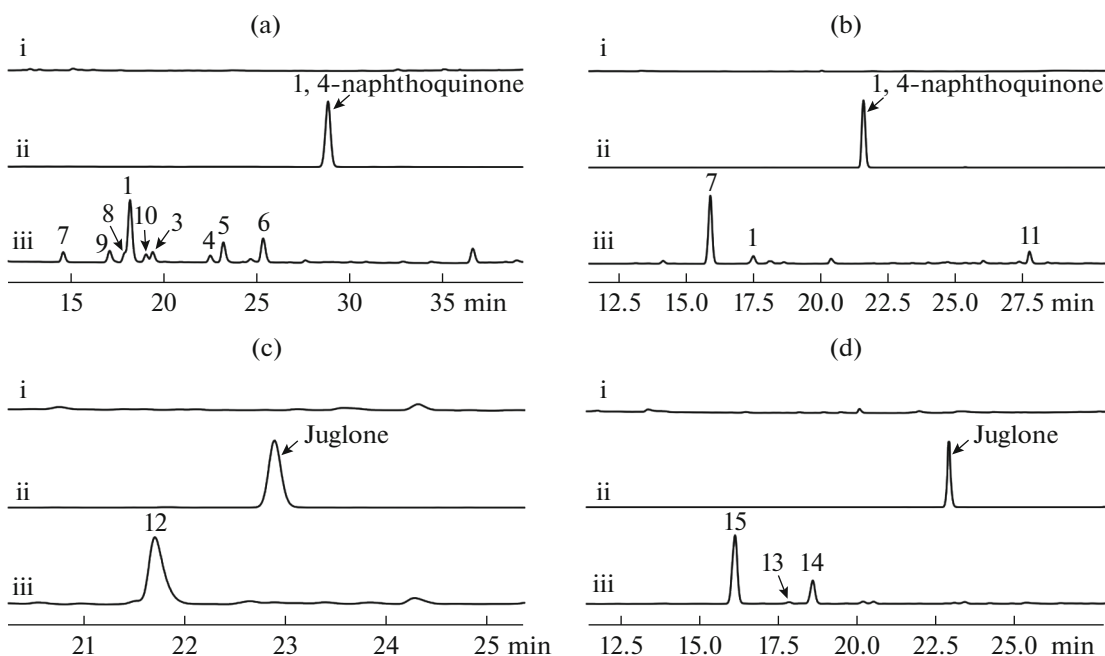 (a)
i
1, 4-naphthoquinone
ii
1
8
10
3
7
9
4
5
6
iii
15 20 25 28 35 min
(b)
i
1, 4-naphthoquinone
ii
7
1
11
iii
12.5 15.0 17.5 20.0 22.5 25.0 27.5 min
(c)
i
Juglone
ii
12
iii
21 22 23 24 25 min
(d)
i
Juglone
ii
15
13 14
iii
12.5 17.5 20.0 22.5 25.0 min